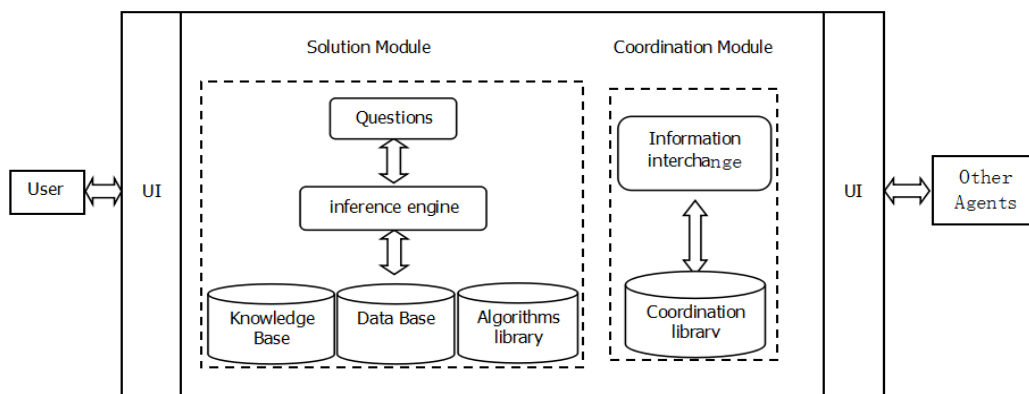 Solution Module
Coordination Module
Questions
Information
interchange
User
UI
inference engine
UI
Other
Agents
Knowledge
Base
Data Base
Algorithms
library
Coordination
library